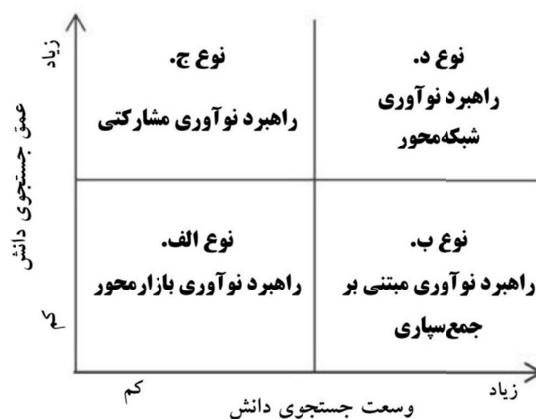 زیاد
نوع ج.
راهبرد نوآوری مشارکتی
نوع د.
راهبرد نوآوری
شبکه‌محور
عمق جستجوی دانش
نوع الف.
راهبرد نوآوری بازارمحور
نوع ب.
راهبرد نوآوری مبتنی بر
جمع‌سپاری
کم
کم
زیاد
وسعت جستجوی دانش